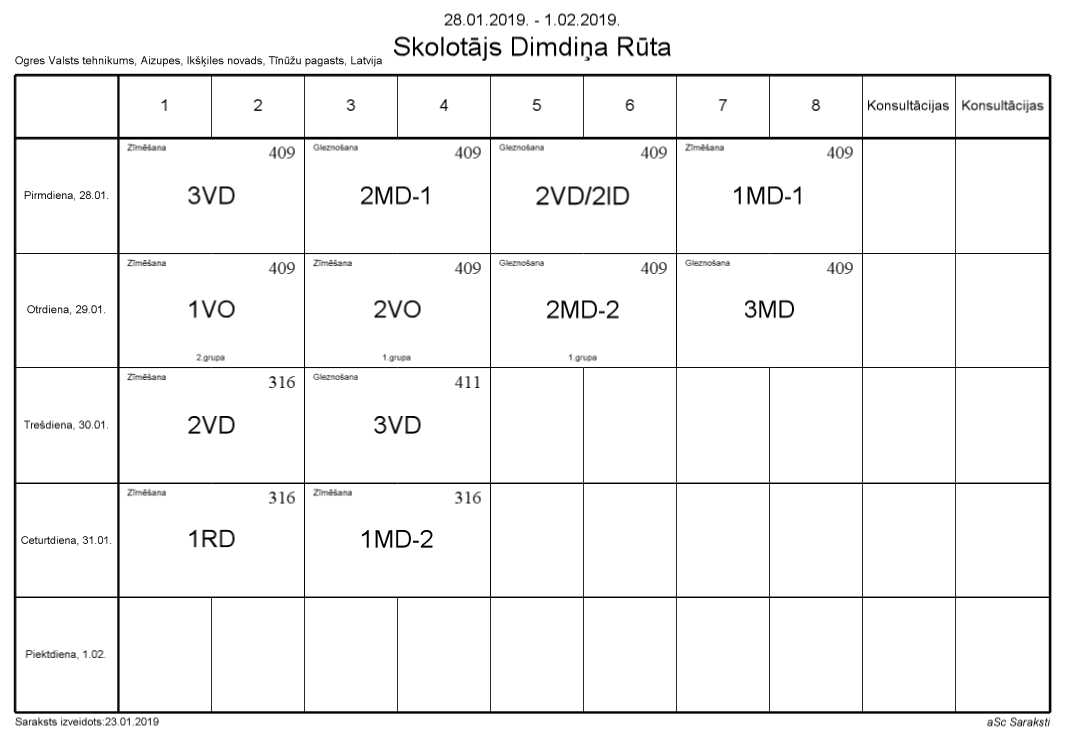 28.01.2019. - 1.02.2019.
Skolotājs Dimdiņa Rūta
Ogres Valsts tehnikums, Aizupes, Ikšķiles novads, Tīnūžu pagasts, Latvija
1 2 3 4 5 6 7 8 Konsultācijas Konsultācijas
Zīmēšana 409 Gleznošana 409 Gleznošana 409 Zīmēšana 409
Pirmdiena, 28.01. 3VD 2MD-1 2VD/2ID 1MD-1
Zīmēšana 409 Zīmēšana 409 Gleznošana 409 Gleznošana 409
Otrdiena, 29.01. 1VO 2VO 2MD-2 3MD
2.grupa 1.grupa 1.grupa
Zīmēšana 316 Gleznošana 411
Trešdiena, 30.01. 2VD 3VD
Zīmēšana 316 Zīmēšana 316
Ceturtdiena, 31.01. 1RD 1MD-2
Piektdiena, 1.02.
Saraksts izveidots:23.01.2019 aSc Saraksti